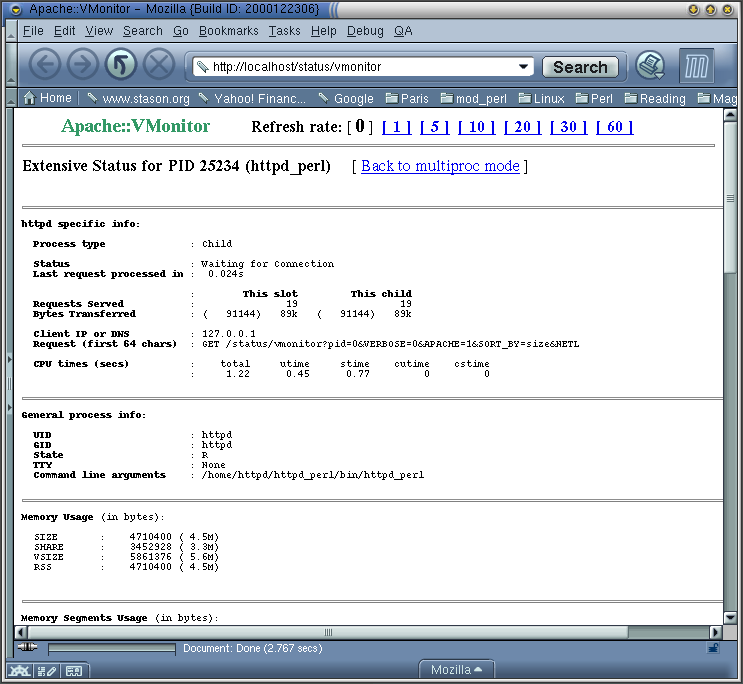 Apache::VMonitor - Mozilla {Build ID: 2000122306}
File Edit View Search Go Bookmarks Tasks Help Debug QA
http://localhost/status/vmonitor Search
Home www.stason.org Yahoo! Financ... Google Paris mod_perl Linux Perl Reading Mag
Apache::VMonitor Refresh rate: [ 0 ] [ 1 ] [ 5 ] [ 10 ] [ 20 ] [ 30 ] [ 60 ]
Extensive Status for PID 25234 (httpd_perl) [ Back to multiproc mode ]
httpd specific info:
Process type : Child
Status : Waiting for Connection
Last request processed in : 0.024s
: This slot This child
Requests Served : 19 19
Bytes Transferred : ( 91144) 89k ( 91144) 89k
Client IP or DNS : 127.0.0.1
Request (first 64 chars) : GET /status/vmonitor?pid=0&VERBOSE=0&APACHE=1&SORT_BY=size&NETL
CPU times (secs) : total utime stime cutime cstime
: 1.22 0.45 0.77 0 0
General process info:
UID : httpd
GID : httpd
State : R
TTY : None
Command line arguments : /home/httpd/httpd_perl/bin/httpd_perl
Memory Usage (in bytes):
SIZE : 4710400 ( 4.5M)
SHARE : 3452928 ( 3.3M)
VSIZE : 5861376 ( 5.6M)
RSS : 4710400 ( 4.5M)
Memory Segments Usage (in bytes):
Document: Done (2.767 secs)
Mozilla